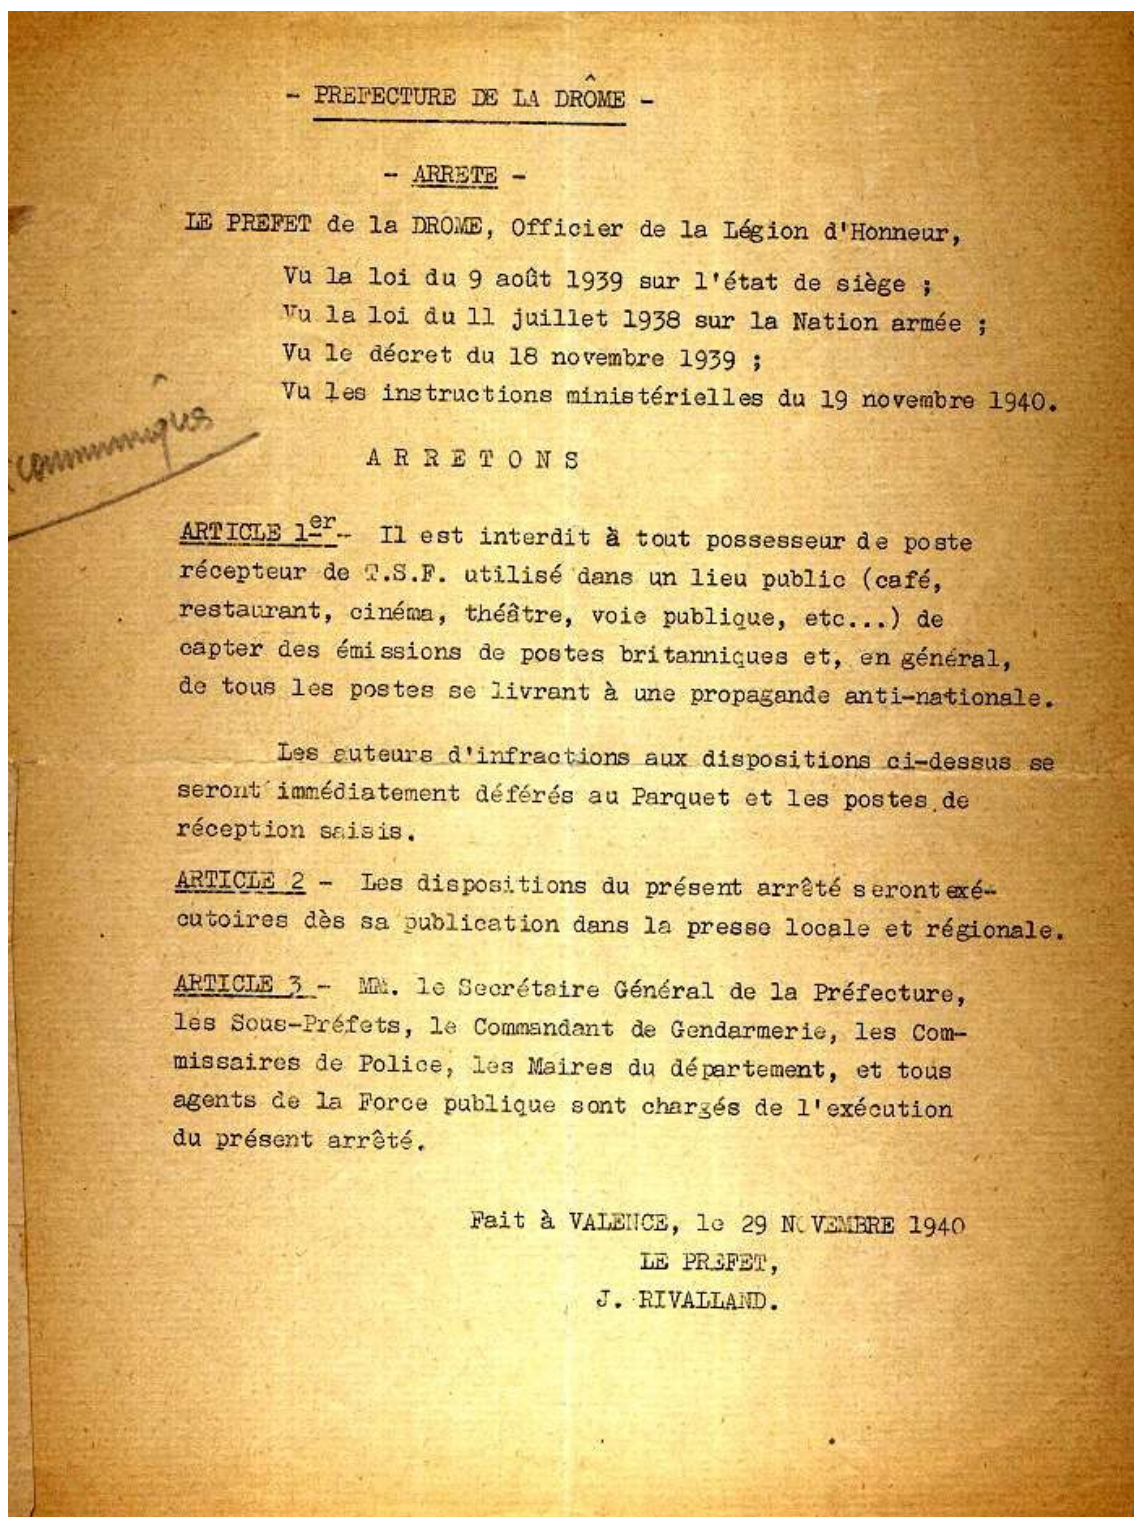 - PREFECTURE DE LA DRÔME -
- ARRETE -
LE PREFET de la DROME, Officier de la Légion d'Honneur,
Vu la loi du 9 août 1939 sur l'état de siège ;
Vu la loi du 11 juillet 1938 sur la Nation armée ;
Vu le décret du 18 novembre 1939 ;
Vu les instructions ministérielles du 19 novembre 1940.
communiqus
A R R E T O N S
ARTICLE 1er- Il est interdit à tout possesseur de poste
récepteur de T.S.F. utilisé dans un lieu public (café,
restaurant, cinéma, théâtre, voie publique, etc...) de
capter des émissions de postes britanniques et, en général,
de tous les postes se livrant à une propagande anti-nationale.
Les auteurs d'infractions aux dispositions ci-dessus se
seront immédiatement déférés au Parquet et les postes de
réception saisis.
ARTICLE 2 - Les dispositions du présent arrêté seront exé-
cutoires dès sa publication dans la presse locale et régionale.
ARTICLE 3 - MM. le Secrétaire Général de la Préfecture,
les Sous-Préfets, le Commandant de Gendarmerie, les Com-
missaires de Police, les Maires du département, et tous
agents de la Force publique sont chargés de l'exécution
du présent arrêté.
Fait à VALENCE, le 29 NOVEMBRE 1940
LE PREFET,
J. RIVALLAND.